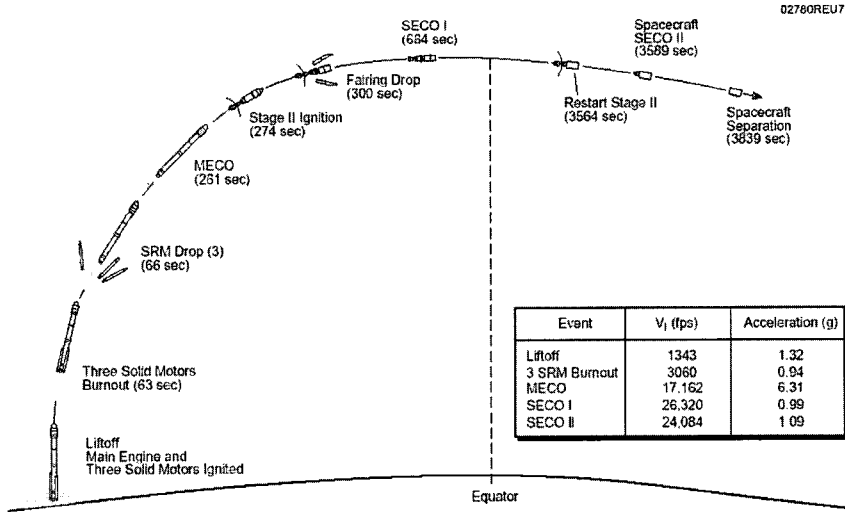 02780REU7
SECO I
(684 sec)
Spacecraft
SECO II
(3589 sec)
Fairing Drop
(300 sec)
Restart Stage II
(3564 sec)
Spacecraft
Separation
(3839 sec)
Stage II Ignition
(274 sec)
MECO
(261 sec)
SRM Drop (3)
(66 sec)
Three Solid Motors
Burnout (63 sec)
Liftoff
Main Engine and
Three Solid Motors Ignited
Event V_I (fps) Acceleration (g)
Liftoff 1343 1.32
3 SRM Burnout 3060 0.94
MECO 17.162 6.31
SECO I 26,320 0.99
SECO II 24,084 1 09
Equator